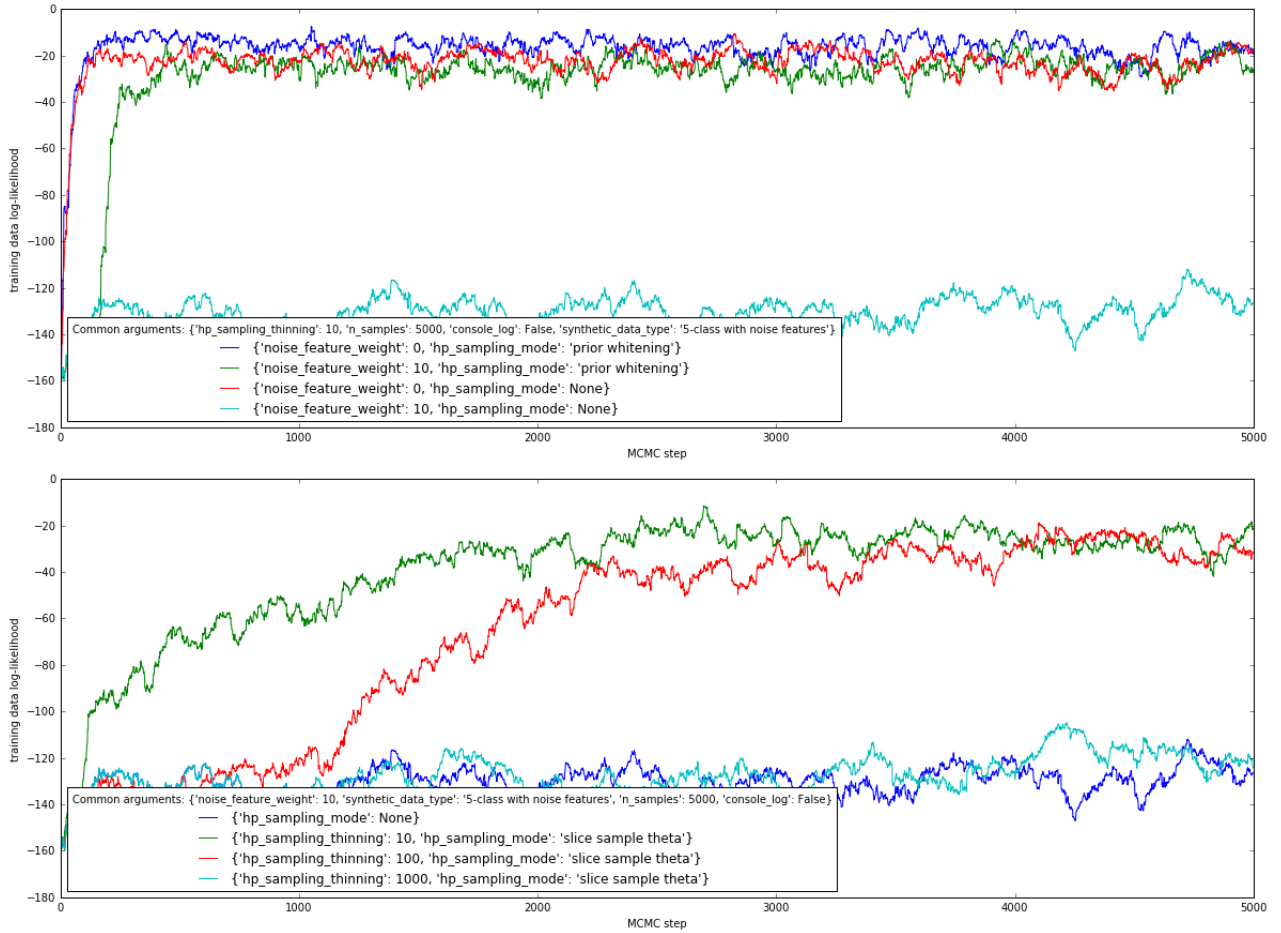 0
−20
−40
−60
−80
−100
−120
−140
−160
−180
training data log-likelihood
Common arguments: {'hp_sampling_thinning': 10, 'n_samples': 5000, 'console_log': False, 'synthetic_data_type': '5-class with noise features'}
{'noise_feature_weight': 0, 'hp_sampling_mode': 'prior whitening'}
{'noise_feature_weight': 10, 'hp_sampling_mode': 'prior whitening'}
{'noise_feature_weight': 0, 'hp_sampling_mode': None}
{'noise_feature_weight': 10, 'hp_sampling_mode': None}
0 1000 2000 3000 4000 5000
MCMC step
0
−20
−40
−60
−80
−100
−120
−140
−160
−180
training data log-likelihood
Common arguments: {'noise_feature_weight': 10, 'synthetic_data_type': '5-class with noise features', 'n_samples': 5000, 'console_log': False}
{'hp_sampling_mode': None}
{'hp_sampling_thinning': 10, 'hp_sampling_mode': 'slice sample theta'}
{'hp_sampling_thinning': 100, 'hp_sampling_mode': 'slice sample theta'}
{'hp_sampling_thinning': 1000, 'hp_sampling_mode': 'slice sample theta'}
0 1000 2000 3000 4000 5000
MCMC step